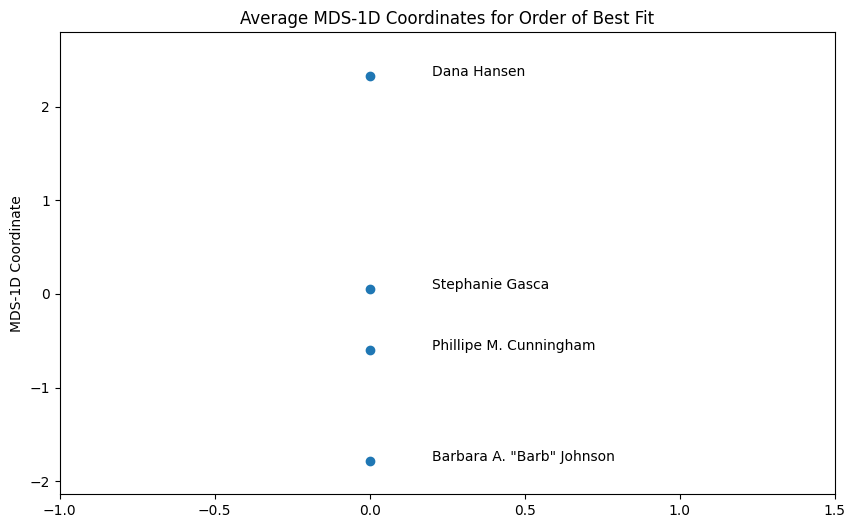 Average MDS-1D Coordinates for Order of Best Fit
Dana Hansen
2
1
MDS-1D Coordinate
Stephanie Gasca
0
Phillipe M. Cunningham
−1
Barbara A. "Barb" Johnson
−2
−1.0 −0.5 0.0 0.5 1.0 1.5